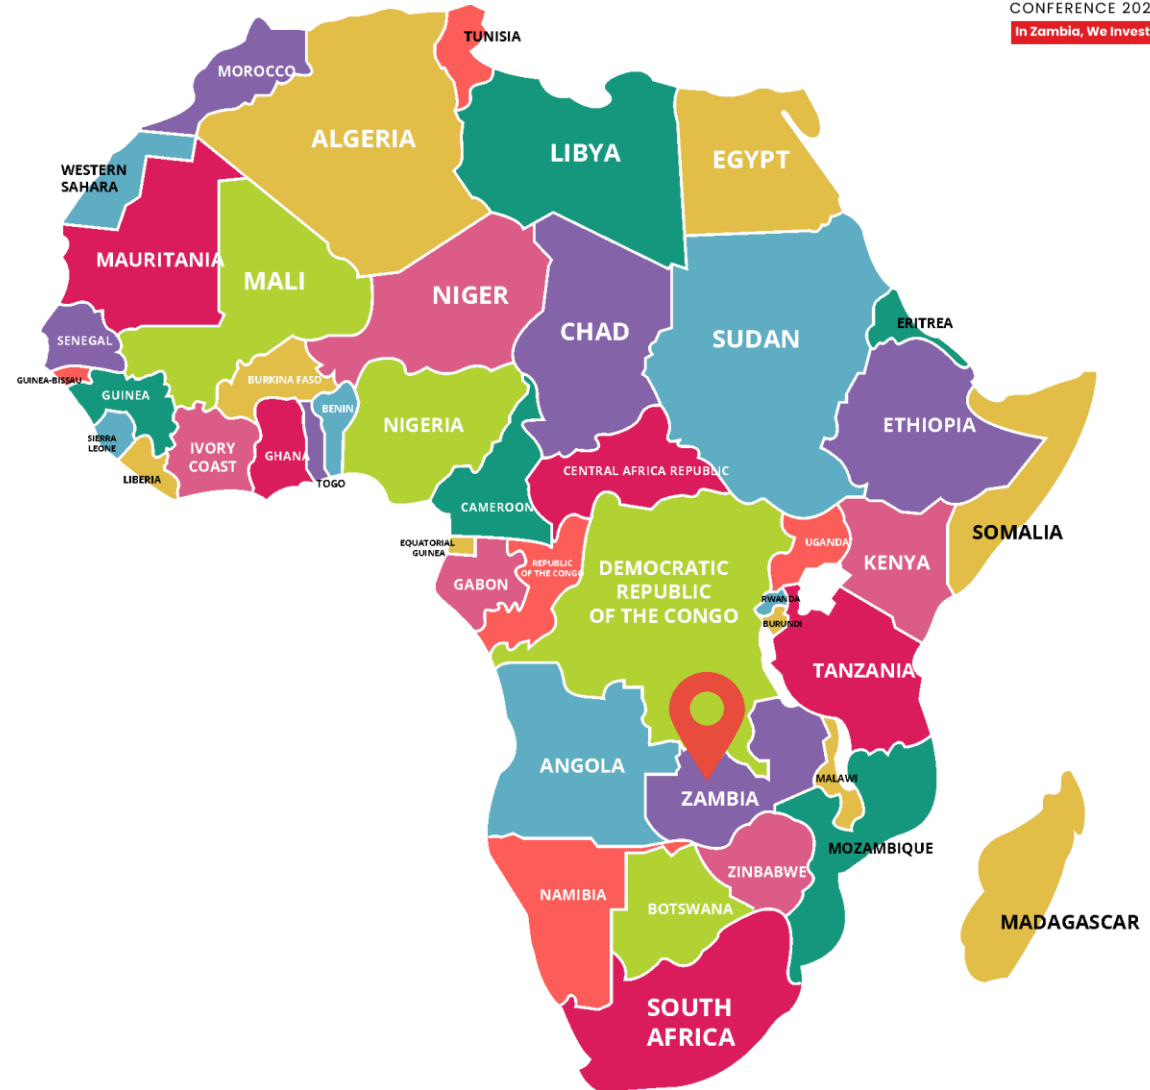 CONFERENCE 202
In Zambia, We Invest
TUNISIA
MOROCCO
ALGERIA
LIBYA
EGYPT
WESTERN
SAHARA
MAURITANIA
MALI
NIGER
CHAD
SUDAN
ERITREA
SENEGAL
GUINEA-BISSAU
GUINEA
BURKINA FASO
BENIN
NIGERIA
ETHIOPIA
SIERRA
LEONE
IVORY
COAST
GHANA
LIBERIA
TOGO
CENTRAL AFRICA REPUBLIC
CAMEROON
SOMALIA
EQUATORIAL
GUINEA
GABON
REPUBLIC
OF THE CONGO
DEMOCRATIC
REPUBLIC
OF THE CONGO
UGANDA
KENYA
RWANDA
BURUNDI
TANZANIA
ANGOLA
ZAMBIA
MALAWI
MOZAMBIQUE
ZINBABWE
NAMIBIA
BOTSWANA
MADAGASCAR
SOUTH
AFRICA